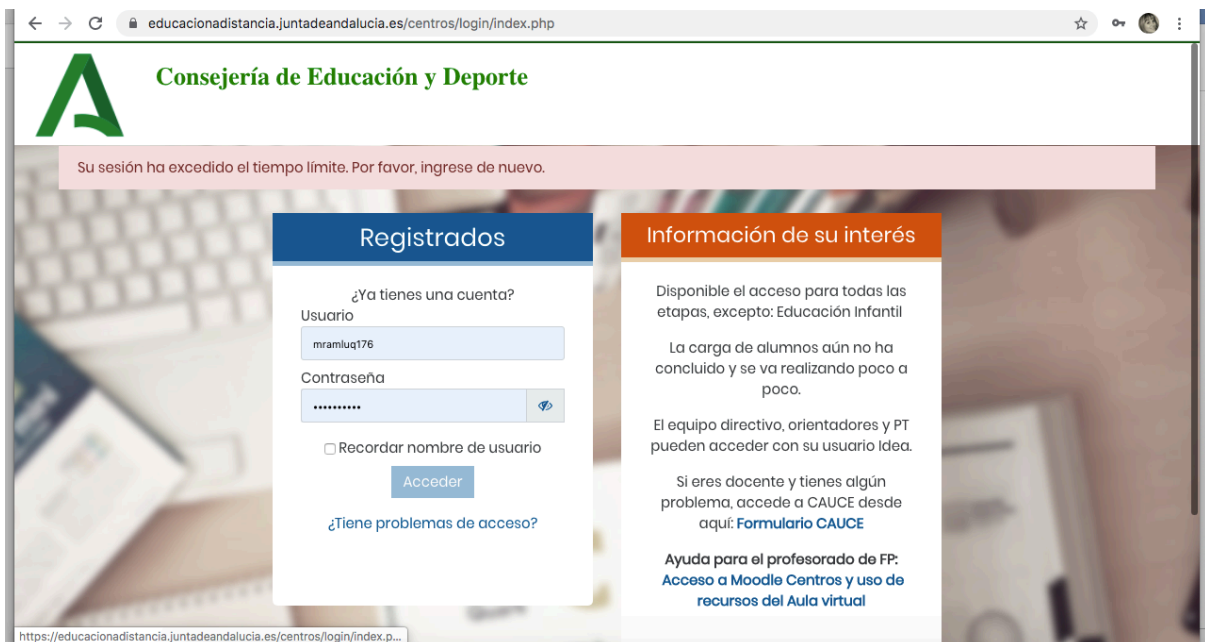 educacionadistancia.juntadeandalucia.es/centros/login/index.php
Consejería de Educación y Deporte
Su sesión ha excedido el tiempo límite. Por favor, ingrese de nuevo.
Registrados
¿Ya tienes una cuenta?
Usuario
mramluq176
Contraseña
••••••••••
Recordar nombre de usuario
Acceder
¿Tiene problemas de acceso?
Información de su interés
Disponible el acceso para todas las
etapas, excepto: Educación Infantil
La carga de alumnos aún no ha
concluido y se va realizando poco a
poco.
El equipo directivo, orientadores y PT
pueden acceder con su usuario Idea.
Si eres docente y tienes algún
problema, accede a CAUCE desde
aquí: Formulario CAUCE
Ayuda para el profesorado de FP:
Acceso a Moodle Centros y uso de
recursos del Aula virtual
https://educacionadistancia.juntadeandalucia.es/centros/login/index.p...